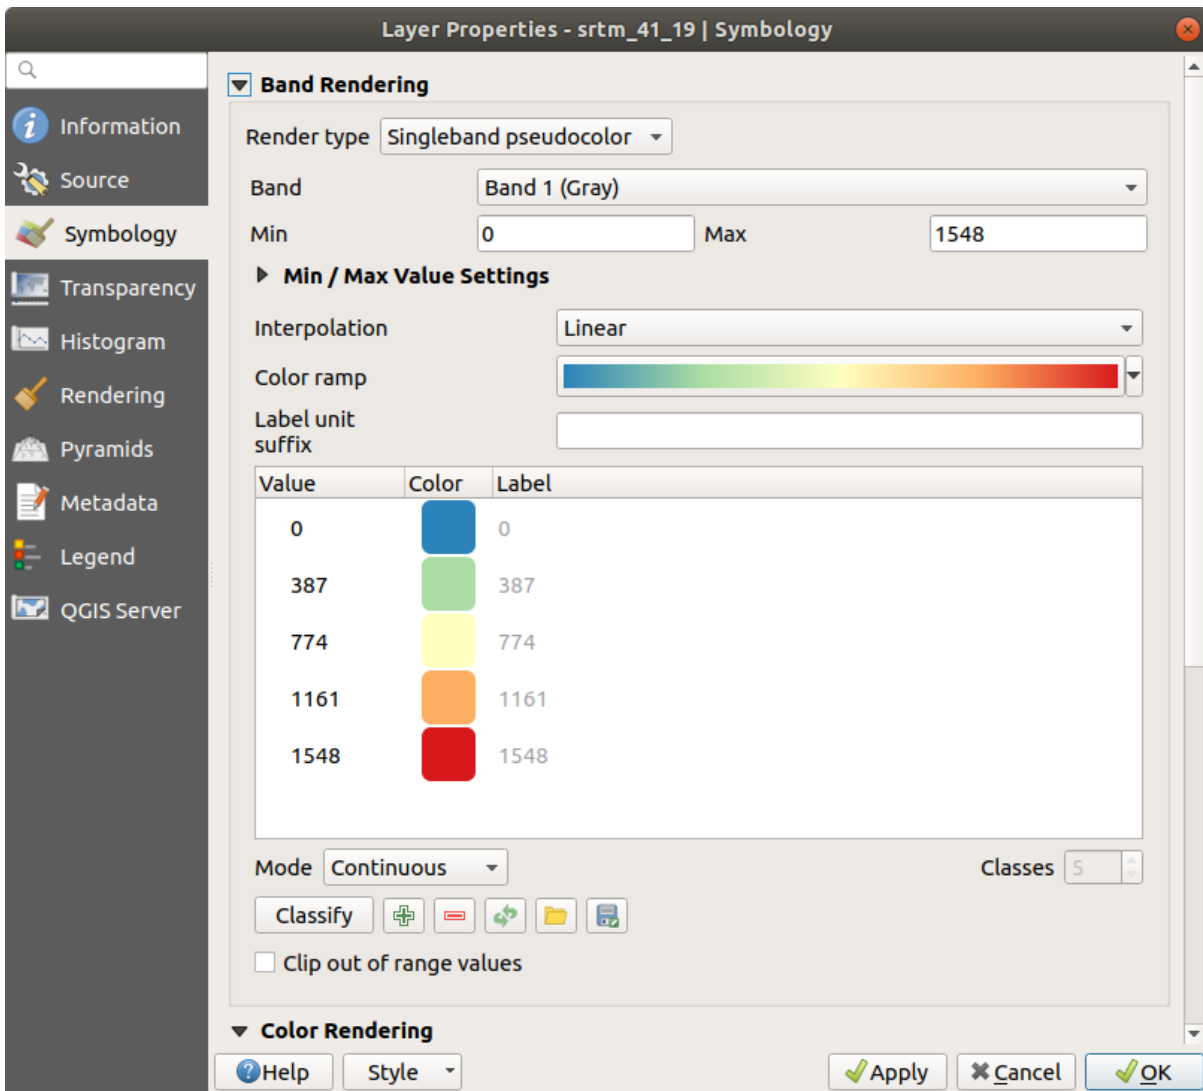 Layer Properties - srtm_41_19 | Symbology
Information
Source
Symbology
Transparency
Histogram
Rendering
Pyramids
Metadata
Legend
QGIS Server
Band Rendering
Render type Singleband pseudocolor
Band Band 1 (Gray)
Min 0 Max 1548
Min / Max Value Settings
Interpolation Linear
Color ramp
Label unit
suffix
Value Color Label
0 0
387 387
774 774
1161 1161
1548 1548
Mode Continuous Classes 5
Classify
Clip out of range values
Color Rendering
Help Style Apply Cancel OK